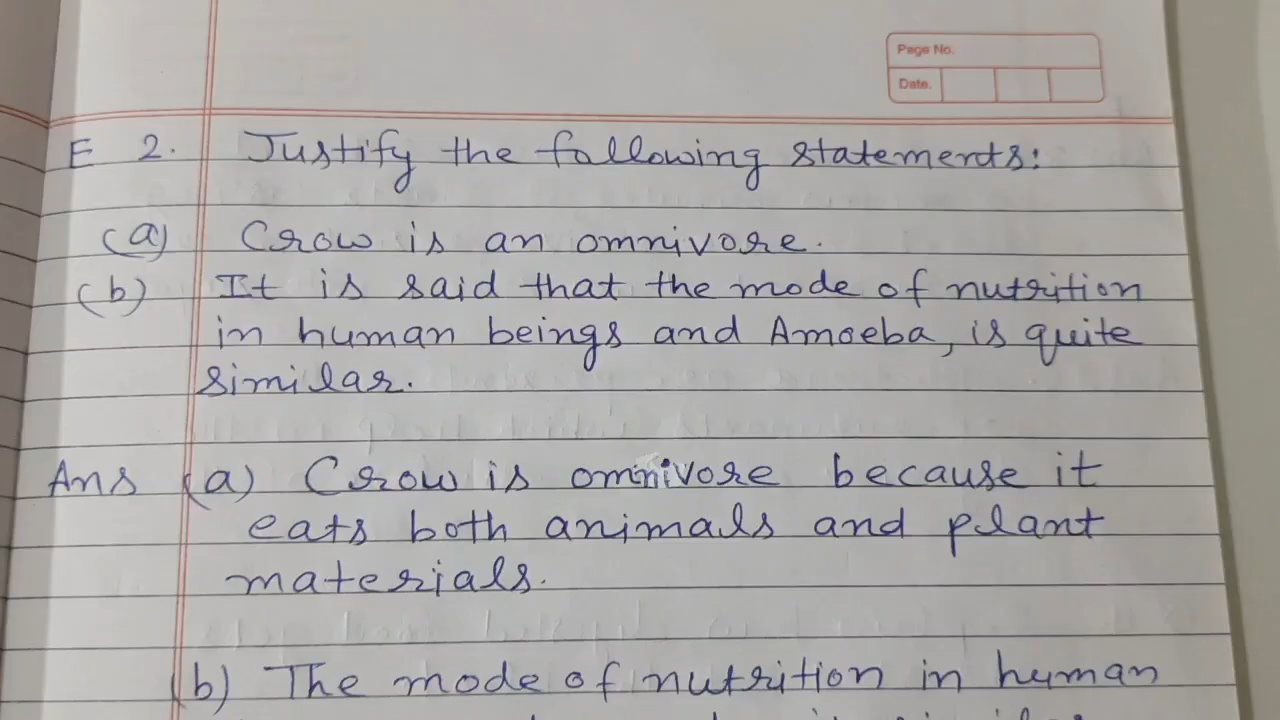 Page No.
Date.
E 2. Justify the following statements:
(a) Crow is an omnivore.
(b) It is said that the mode of nutrition
in human beings and Amoeba, is quite
similar.
Ans (a) Crow is omnivore because it
eats both animals and plant
materials.
(b) The mode of nutrition in human